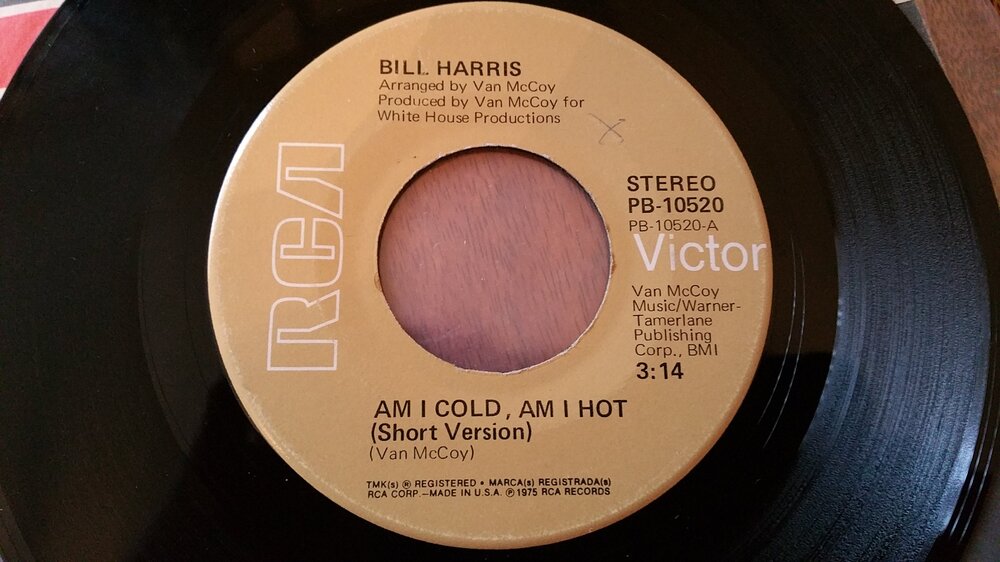 BILL HARRIS
Arranged by Van McCoy
Produced by Van McCoy for
White House Productions
RCA
STEREO
PB-10520
PB-10520-A
Victor
Van McCoy
Music/Warner-
Tamerlane
Publishing
Corp., BMI
3:14
AM I COLD, AM I HOT
(Short Version)
(Van McCoy)
TMK(s) ® REGISTERED • MARCA(s) REGISTRADA(s)
RCA CORP.—MADE IN U.S.A. ℗ 1975 RCA RECORDS